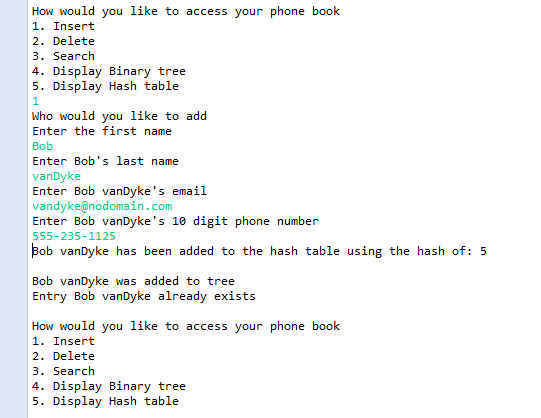 How would you like to access your phone book
1. Insert
2. Delete
3. Search
4. Display Binary tree
5. Display Hash table
1
Who would you like to add
Enter the first name
Bob
Enter Bob's last name
vanDyke
Enter Bob vanDyke's email
vandyke@nodomain.com
Enter Bob vanDyke's 10 digit phone number
555-235-1125
Bob vanDyke has been added to the hash table using the hash of: 5
Bob vanDyke was added to tree
Entry Bob vanDyke already exists
How would you like to access your phone book
1. Insert
2. Delete
3. Search
4. Display Binary tree
5. Display Hash table